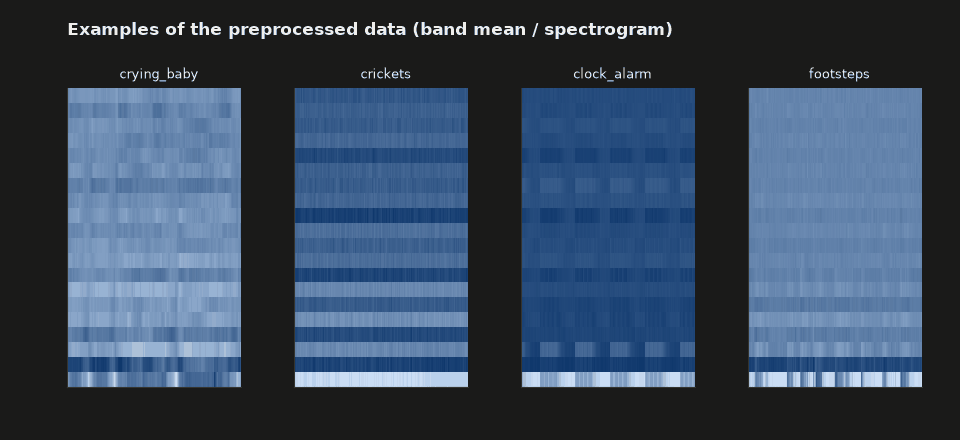 Examples of the preprocessed data (band mean / spectrogram)
crying_baby
crickets
clock_alarm
footsteps